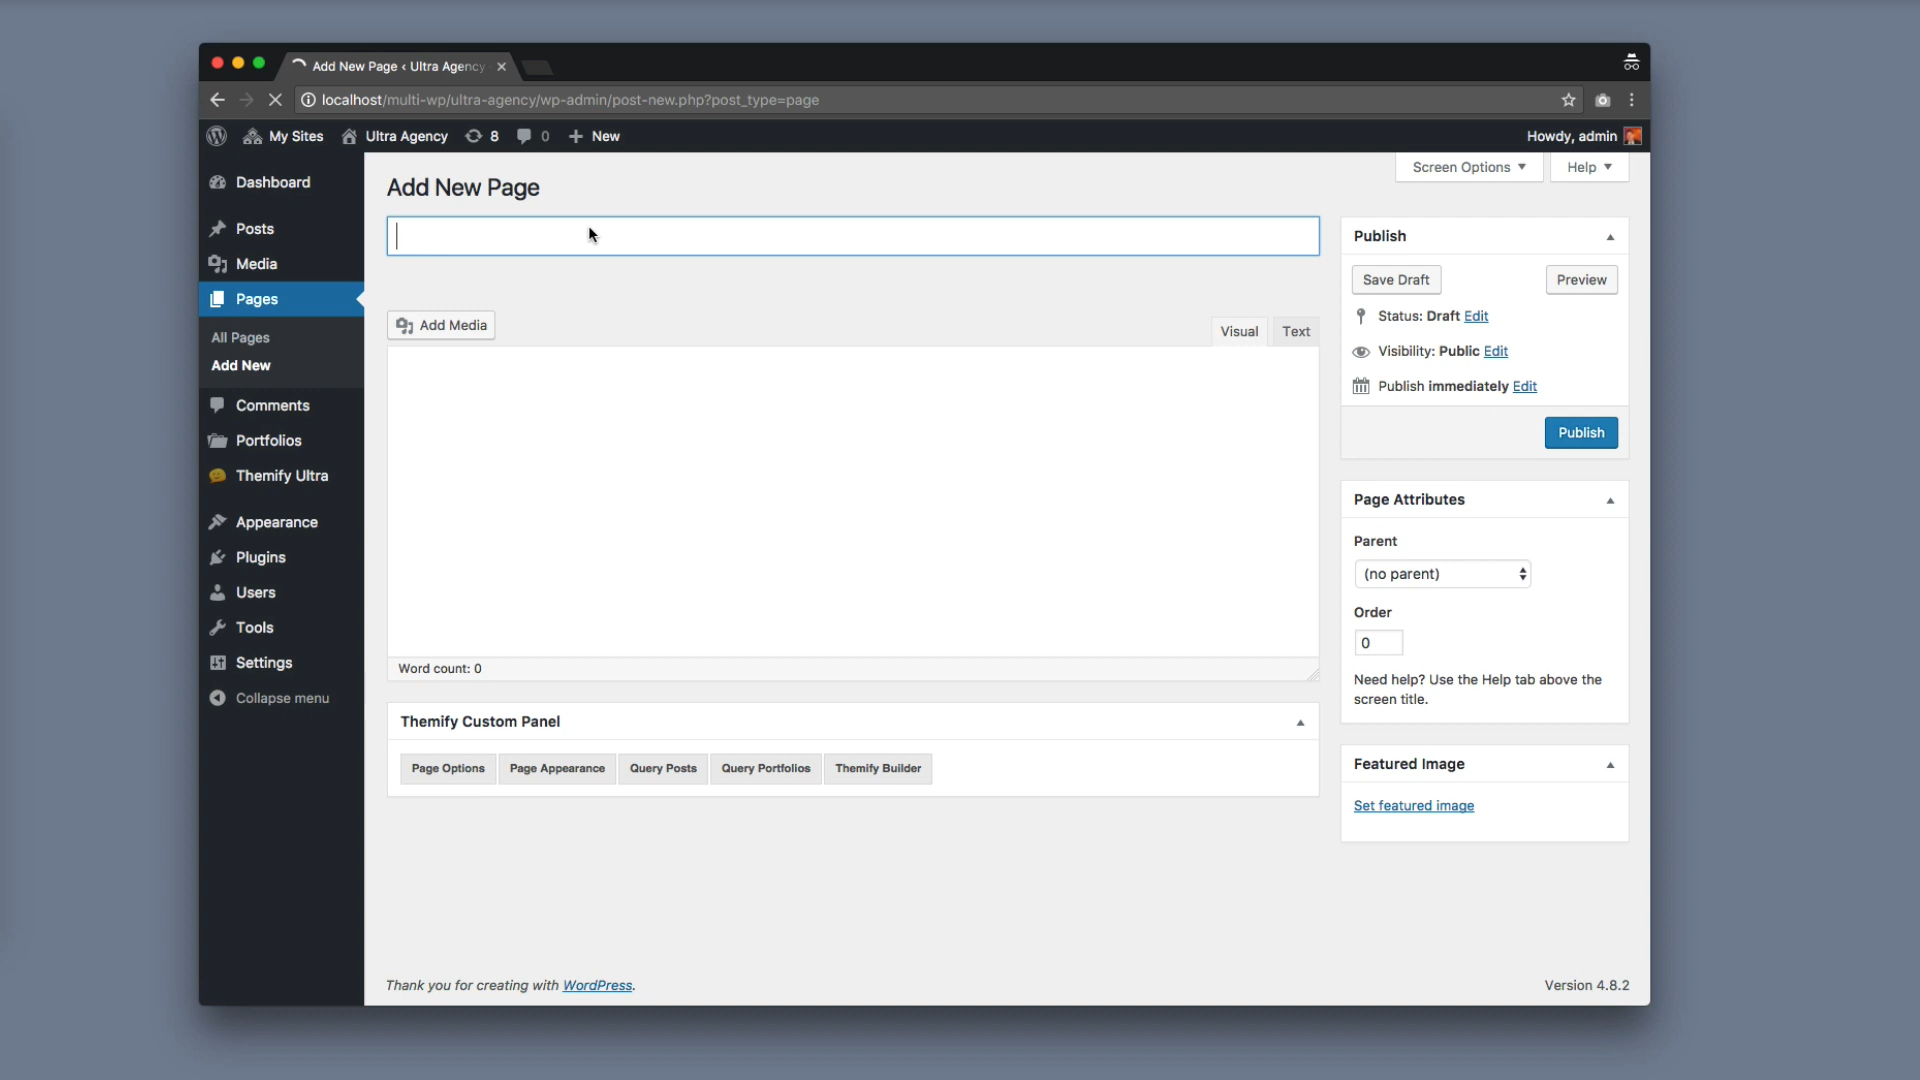 Add New Page ‹ Ultra Agency
localhost/multi-wp/ultra-agency/wp-admin/post-new.php?post_type=page
My Sites Ultra Agency 8 0 New Howdy, admin
Screen Options Help
Add New Page
Dashboard
Posts
Media
Pages
All Pages
Add New
Comments
Portfolios
Themify Ultra
Appearance
Plugins
Users
Tools
Settings
Collapse menu
Add Media
Visual Text
Word count: 0
Themify Custom Panel
Page Options Page Appearance Query Posts Query Portfolios Themify Builder
Publish
Save Draft Preview
Status: Draft Edit
Visibility: Public Edit
Publish immediately Edit
Publish
Page Attributes
Parent
(no parent)
Order
0
Need help? Use the Help tab above the
screen title.
Featured Image
Set featured image
Thank you for creating with WordPress.
Version 4.8.2